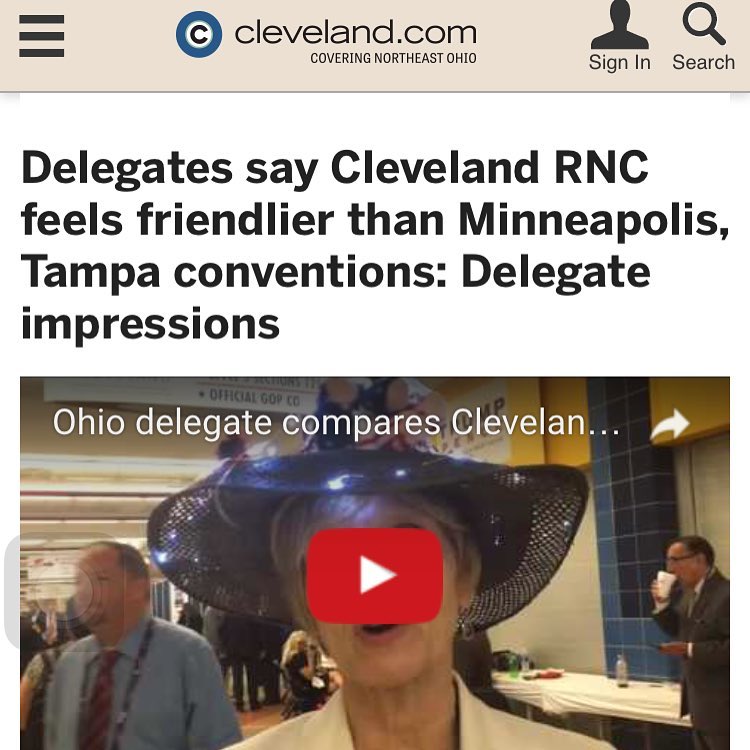 cleveland.com
COVERING NORTHEAST OHIO
Sign In
Search
Delegates say Cleveland RNC
feels friendlier than Minneapolis,
Tampa conventions: Delegate
impressions
OFFICIAL GOP CO
Ohio delegate compares Clevelan...